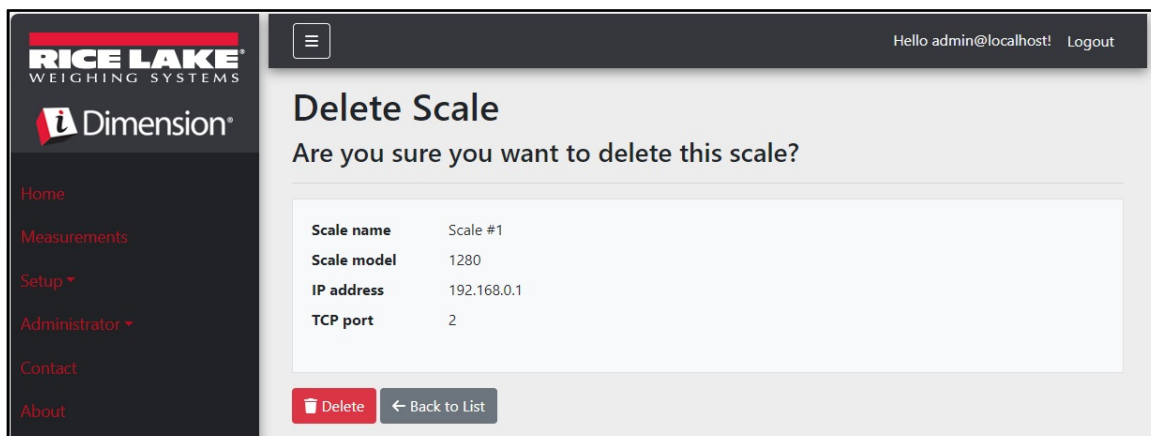 RICE LAKE®
WEIGHING SYSTEMS
i Dimension®
Home
Measurements
Setup
Administrator
Contact
About
Hello admin@localhost! Logout
Delete Scale
Are you sure you want to delete this scale?
Scale name Scale #1
Scale model 1280
IP address 192.168.0.1
TCP port 2
Delete ← Back to List